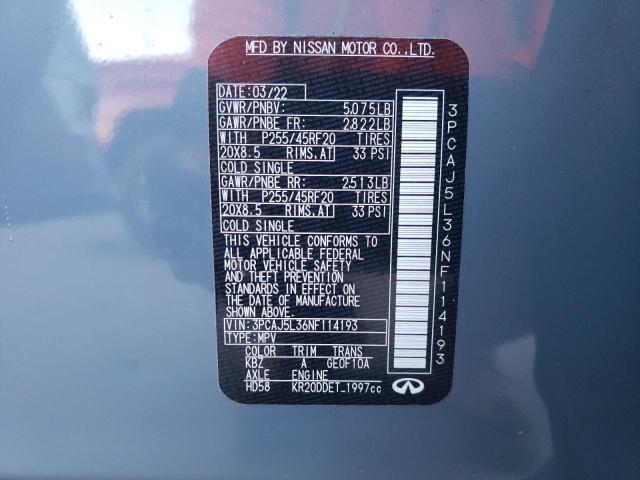 MFD BY NISSAN MOTOR CO.,LTD.
DATE:03/22
GVWR/PNBV: 5,075LB
GAWR/PNBE FR: 2,822LB
WITH P255/45RF20 TIRES
20X8.5 RIMS,AT 33 PSI
COLD SINGLE
GAWR/PNBE RR: 2,513LB
WITH P255/45RF20 TIRES
20X8.5 RIMS,AT 33 PSI
COLD SINGLE
THIS VEHICLE CONFORMS TO
ALL APPLICABLE FEDERAL
MOTOR VEHICLE SAFETY
AND THEFT PREVENTION
STANDARDS IN EFFECT ON
THE DATE OF MANUFACTURE
SHOWN ABOVE.
VIN: 3PCAJ5L36NF114193
TYPE: MPV
COLOR TRIM TRANS
KBZ A GE0F10A
AXLE ENGINE
HD58 KR20DDET 1997cc
3PCAJ5L36NF114193